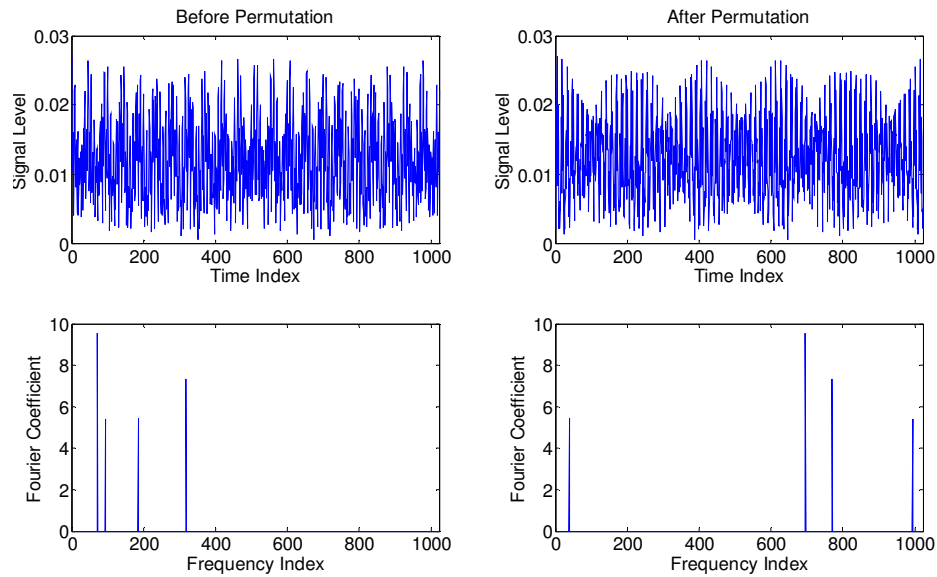 Before Permutation
0.03
0.02
0.01
0
Signal Level
0 200 400 600 800 1000
Time Index
After Permutation
0.03
0.02
0.01
0
Signal Level
0 200 400 600 800 1000
Time Index
10
8
6
4
2
0
Fourier Coefficient
0 200 400 600 800 1000
Frequency Index
10
8
6
4
2
0
Fourier Coefficient
0 200 400 600 800 1000
Frequency Index